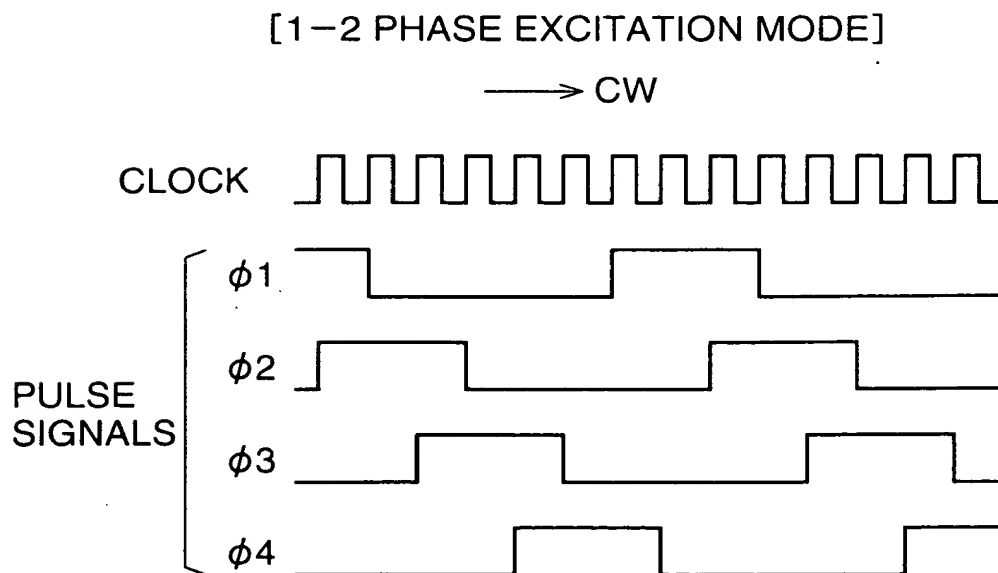 [1-2 PHASE EXCITATION MODE]
CW
CLOCK
ϕ1
ϕ2
PULSE
SIGNALS
ϕ3
ϕ4